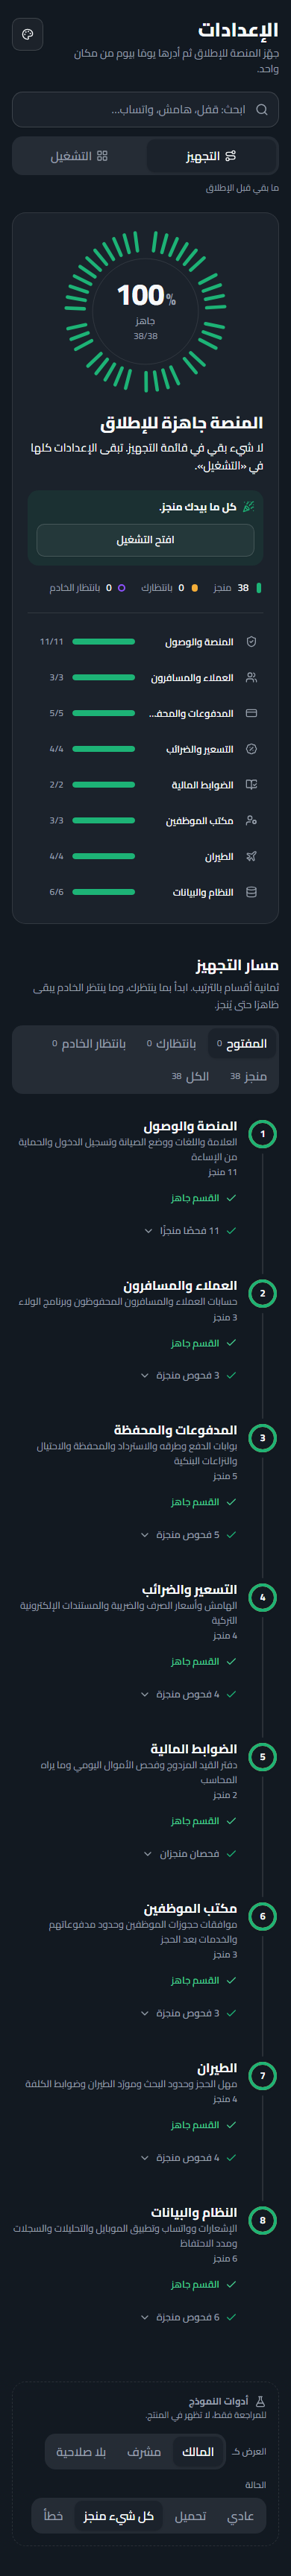 الإعدادات
جهّز المنصة للإطلاق ثم أدرها يومًا بيوم من مكان
واحد.
ابحث: قفل، هامش، واتساب...
التجهيز
التشغيل
ما بقي قبل الإطلاق
100%
جاهز
38/38
المنصة جاهزة للإطلاق
لا شيء بقي في قائمة التجهيز. تبقى الإعدادات كلها
في «التشغيل».
كل ما بيدك منجز.
افتح التشغيل
38 منجز
0 بانتظارك
0 بانتظار الخادم
المنصة والوصول 11/11
العملاء والمسافرون 3/3
المدفوعات والمحف... 5/5
التسعير والضرائب 4/4
الضوابط المالية 2/2
مكتب الموظفين 3/3
الطيران 4/4
النظام والبيانات 6/6
مسار التجهيز
ثمانية أقسام بالترتيب. ابدأ بما ينتظرك، وما ينتظر الخادم يبقى
ظاهرًا حتى يُنجز.
المفتوح 0
بانتظارك 0
بانتظار الخادم 0
منجز 38
الكل 38
1
المنصة والوصول
العلامة واللغات ووضع الصيانة وتسجيل الدخول والحماية
من الإساءة
11 منجز
القسم جاهز
11 فحصًا منجزًا
2
العملاء والمسافرون
حسابات العملاء والمسافرون المحفوظون وبرنامج الولاء
3 منجز
القسم جاهز
3 فحوص منجزة
3
المدفوعات والمحفظة
بوابات الدفع وطرقه والاسترداد والمحفظة والاحتيال
والنزاعات البنكية
5 منجز
القسم جاهز
5 فحوص منجزة
4
التسعير والضرائب
الهامش وأسعار الصرف والضريبة والمستندات الإلكترونية
التركية
4 منجز
القسم جاهز
4 فحوص منجزة
5
الضوابط المالية
دفتر القيد المزدوج وفحص الأموال اليومي وما يراه
المحاسب
2 منجز
القسم جاهز
فحصان منجزان
6
مكتب الموظفين
موافقات حجوزات الموظفين وحدود مدفوعاتهم
والخدمات بعد الحجز
3 منجز
القسم جاهز
3 فحوص منجزة
7
الطيران
مهل الحجز وحدود البحث ومورّد الطيران وضوابط الكلفة
4 منجز
القسم جاهز
4 فحوص منجزة
8
النظام والبيانات
الإشعارات وواتساب وتطبيق الموبايل والتحليلات والسجلات
ومدد الاحتفاظ
6 منجز
القسم جاهز
6 فحوص منجزة
أدوات النموذج
للمراجعة فقط، لا تظهر في المنتج.
العرض كـ
المالك
مشرف
بلا صلاحية
الحالة
عادي
تحميل
كل شيء منجز
خطأ